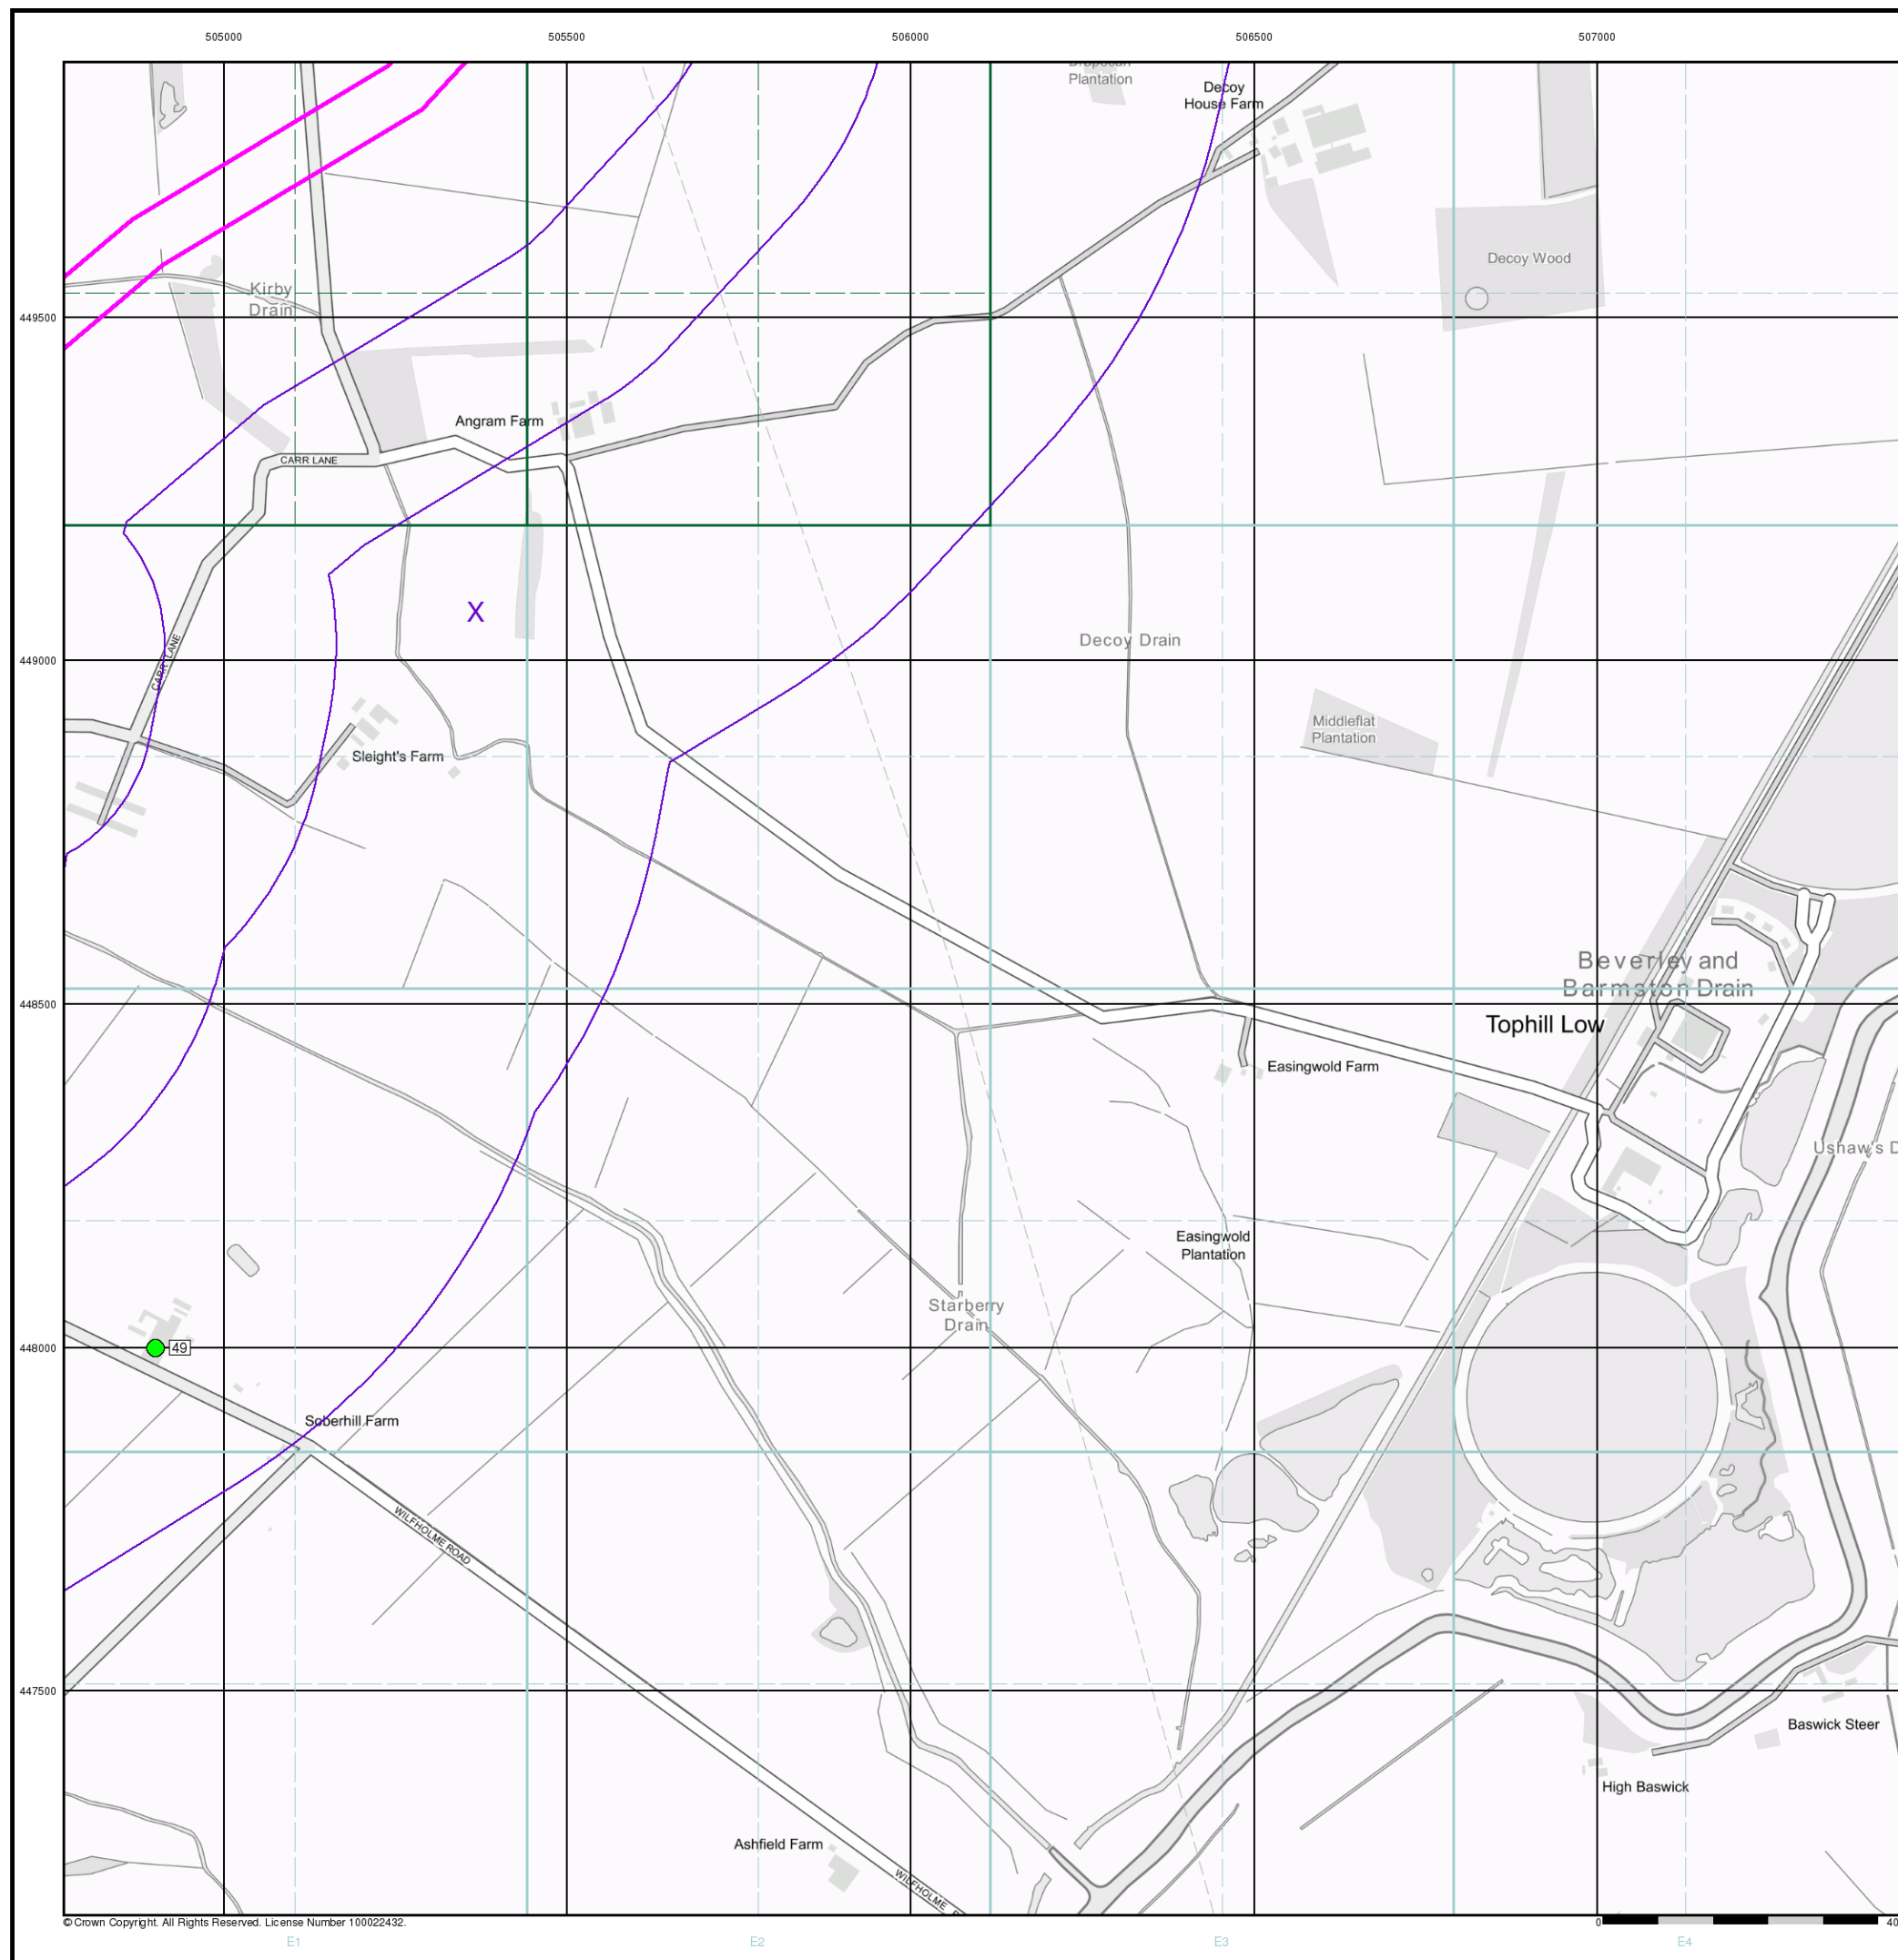 505000 505500 506000 506500 507000
Plantation
Decoy
House Farm
Decoy Wood
Kirby
Drain
449500
Angram Farm
CARR LANE
X
CARR LANE
Decoy Drain
449000
Middleflat
Plantation
Sleight's Farm
Beverley and
Barmston Drain
448500
Tophill Low
Easingwold Farm
Ushaw's D
Easingwold
Plantation
Starberry
Drain
49
448000
Soberhill Farm
WILFHOLME ROAD
447500
Baswick Steer
High Baswick
Ashfield Farm
WILFHOLME
© Crown Copyright. All Rights Reserved. License Number 100022432.
0 40
E1 E2 E3 E4